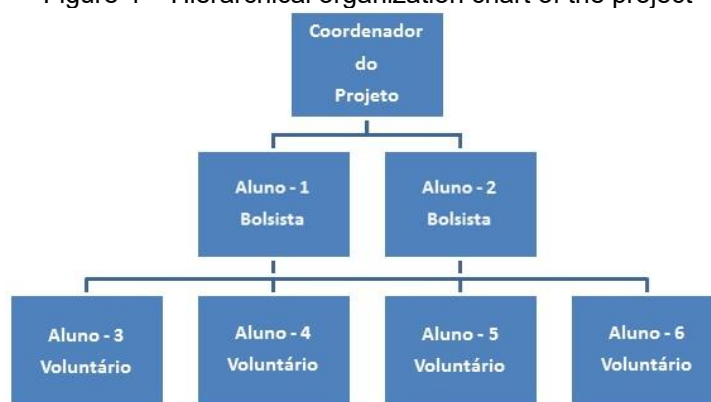 Figure – Hierarchical organization chart of the project
Coordenador
do
Projeto
Aluno - 1
Bolsista
Aluno - 2
Bolsista
Aluno - 3
Voluntário
Aluno - 4
Voluntário
Aluno - 5
Voluntário
Aluno - 6
Voluntário